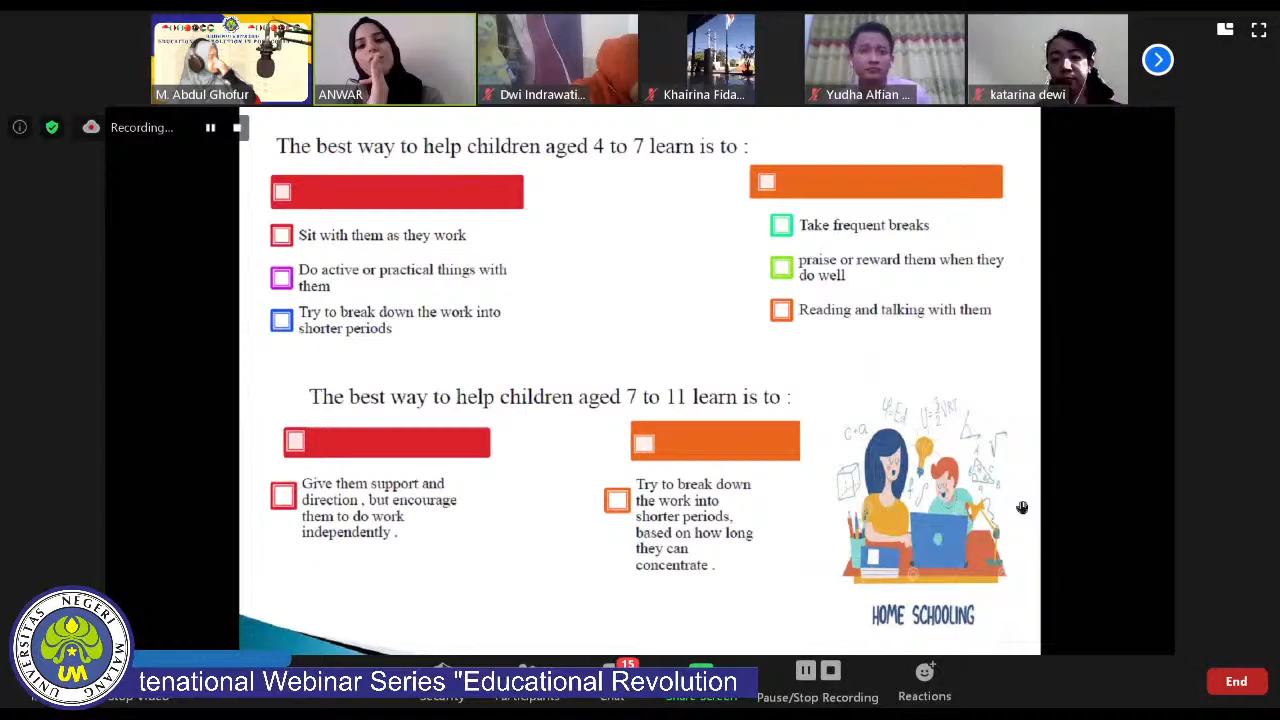 M. Abdul Ghofur
ANWAR
Dwi Indrawati...
Khairina Fida...
Yudha Alfian ...
katarina dewi
Recording...
The best way to help children aged 4 to 7 learn is to :
Sit with them as they work
Do active or practical things with
them
Try to break down the work into
shorter periods
Take frequent breaks
praise or reward them when they
do well
Reading and talking with them
The best way to help children aged 7 to 11 learn is to :
Give them support and
direction , but encourage
them to do work
independently .
Try to break down
the work into
shorter periods,
based on how long
they can
concentrate .
HOME SCHOOLING
UNIVERSITAS NEGERI MALANG
UM
15
tenational Webinar Series "Educational Revolution
Pause/Stop Recording
Reactions
End